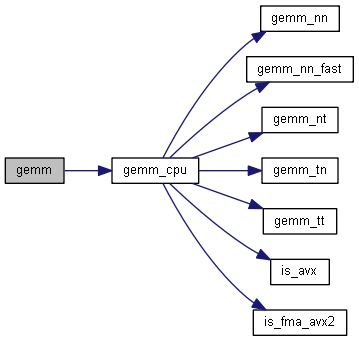 gemm
gemm_cpu
gemm_nn
gemm_nn_fast
gemm_nt
gemm_tn
gemm_tt
is_avx
is_fma_avx2